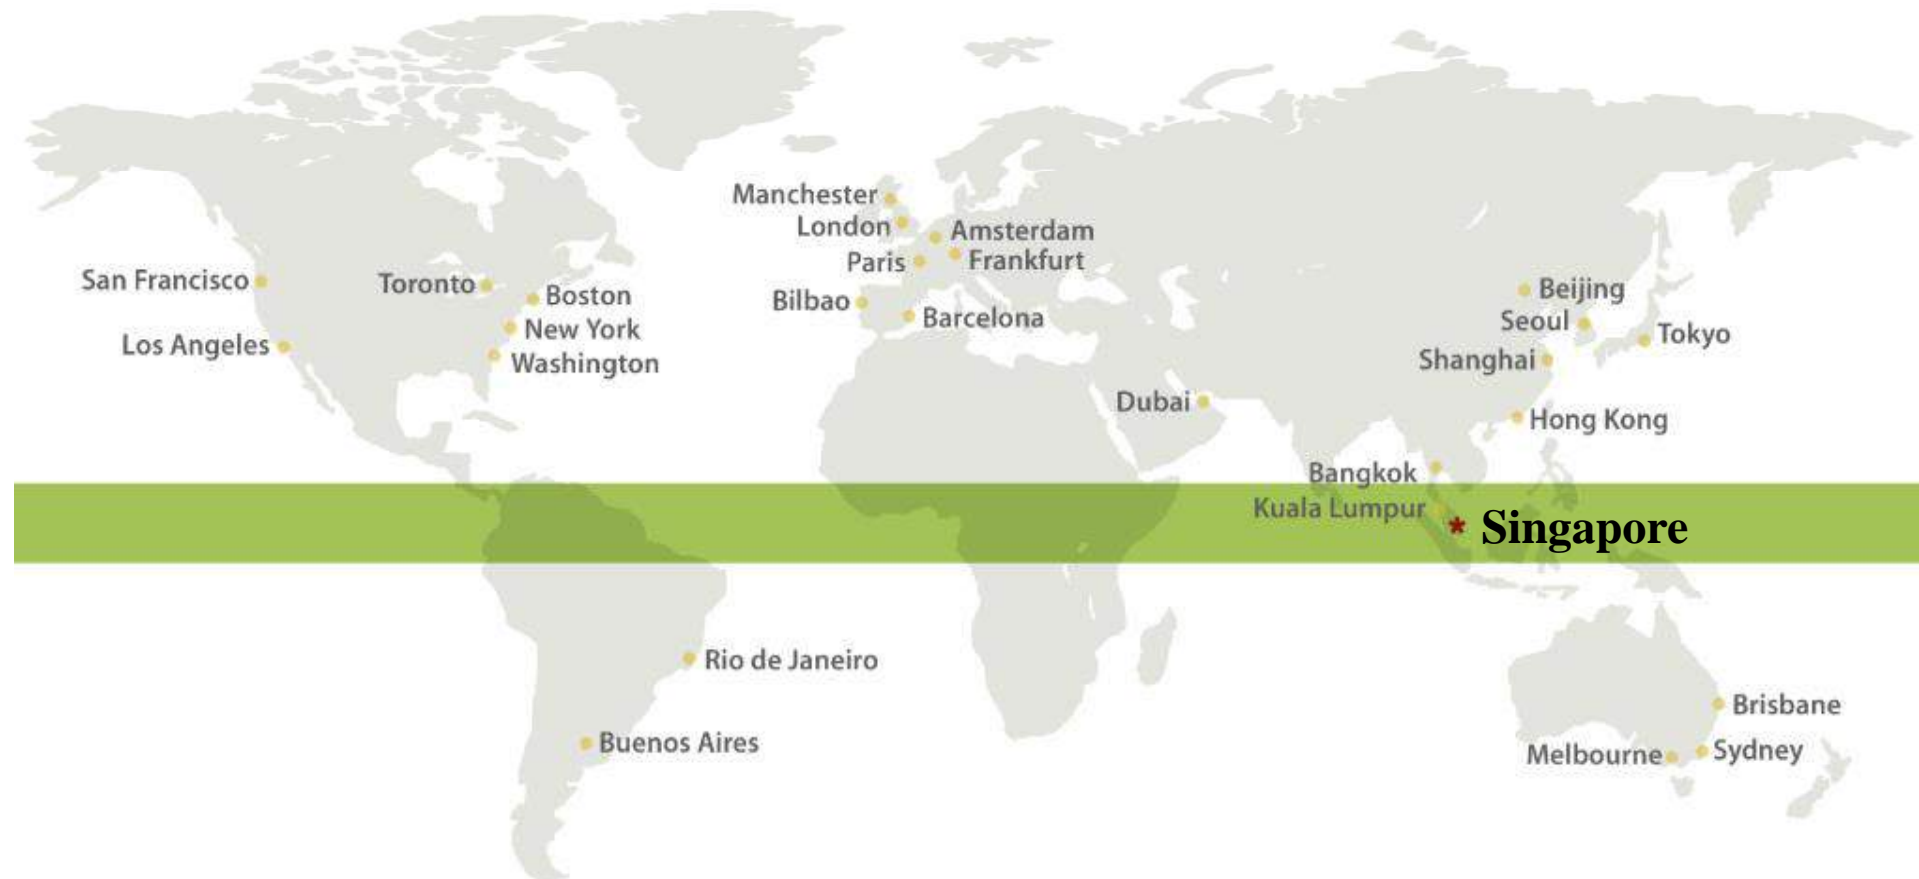 Manchester
London
Amsterdam
Paris
Frankfurt
San Francisco
Toronto
Boston
Bilbao
Barcelona
Beijing
Seoul
Tokyo
New York
Los Angeles
Washington
Shanghai
Dubai
Hong Kong
Bangkok
Kuala Lumpur
* Singapore
Rio de Janeiro
Brisbane
Buenos Aires
Melbourne
Sydney